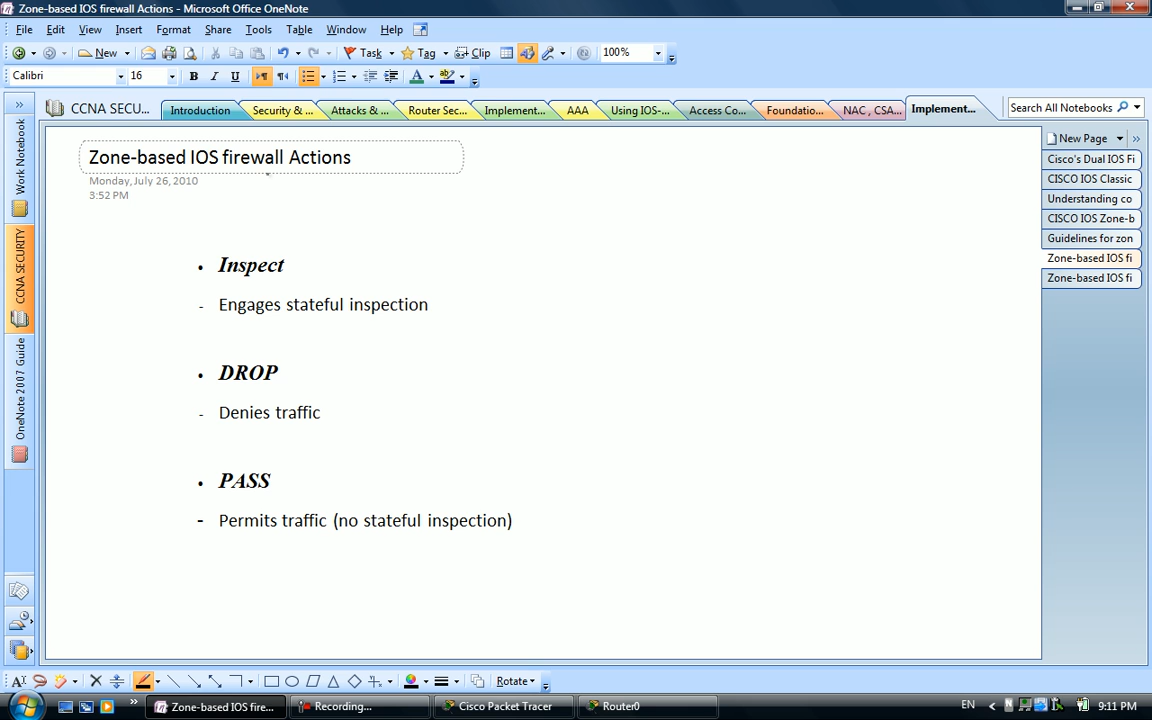 Zone-based IOS firewall Actions - Microsoft Office OneNote
File Edit View Insert Format Share Tools Table Window Help
New Task Tag Clip 100%
Calibri 16 B I U A ab
CCNA SECU... Introduction Security & ... Attacks & ... Router Sec... Implement... AAA Using IOS-... Access Co... Foundatio... NAC , CSA... Implement... Search All Notebooks
Work Notebook
CCNA SECURITY
OneNote 2007 Guide
Zone-based IOS firewall Actions
Monday, July 26, 2010
3:52 PM
• Inspect
- Engages stateful inspection
• DROP
- Denies traffic
• PASS
- Permits traffic (no stateful inspection)
New Page
Cisco's Dual IOS Fi
CISCO IOS Classic
Understanding co
CISCO IOS Zone-b
Guidelines for zon
Zone-based IOS fi
Zone-based IOS fi
Rotate
Zone-based IOS fire... Recording... Cisco Packet Tracer Router0 EN 9:11 PM